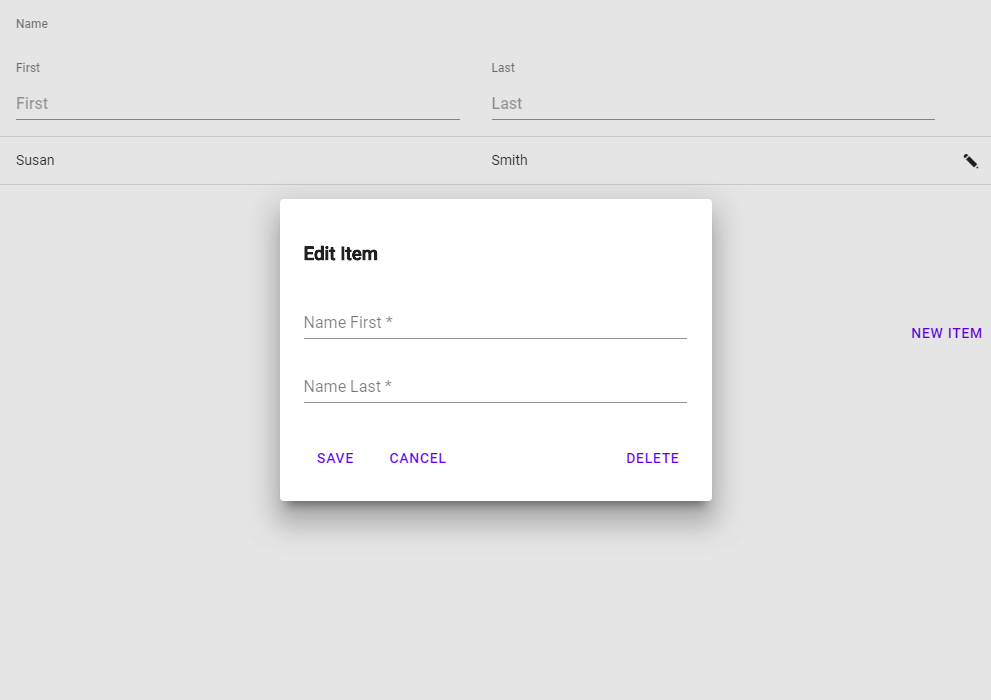 Name
First Last
First Last
Susan Smith
Edit Item
Name First *
NEW ITEM
Name Last *
SAVE CANCEL DELETE